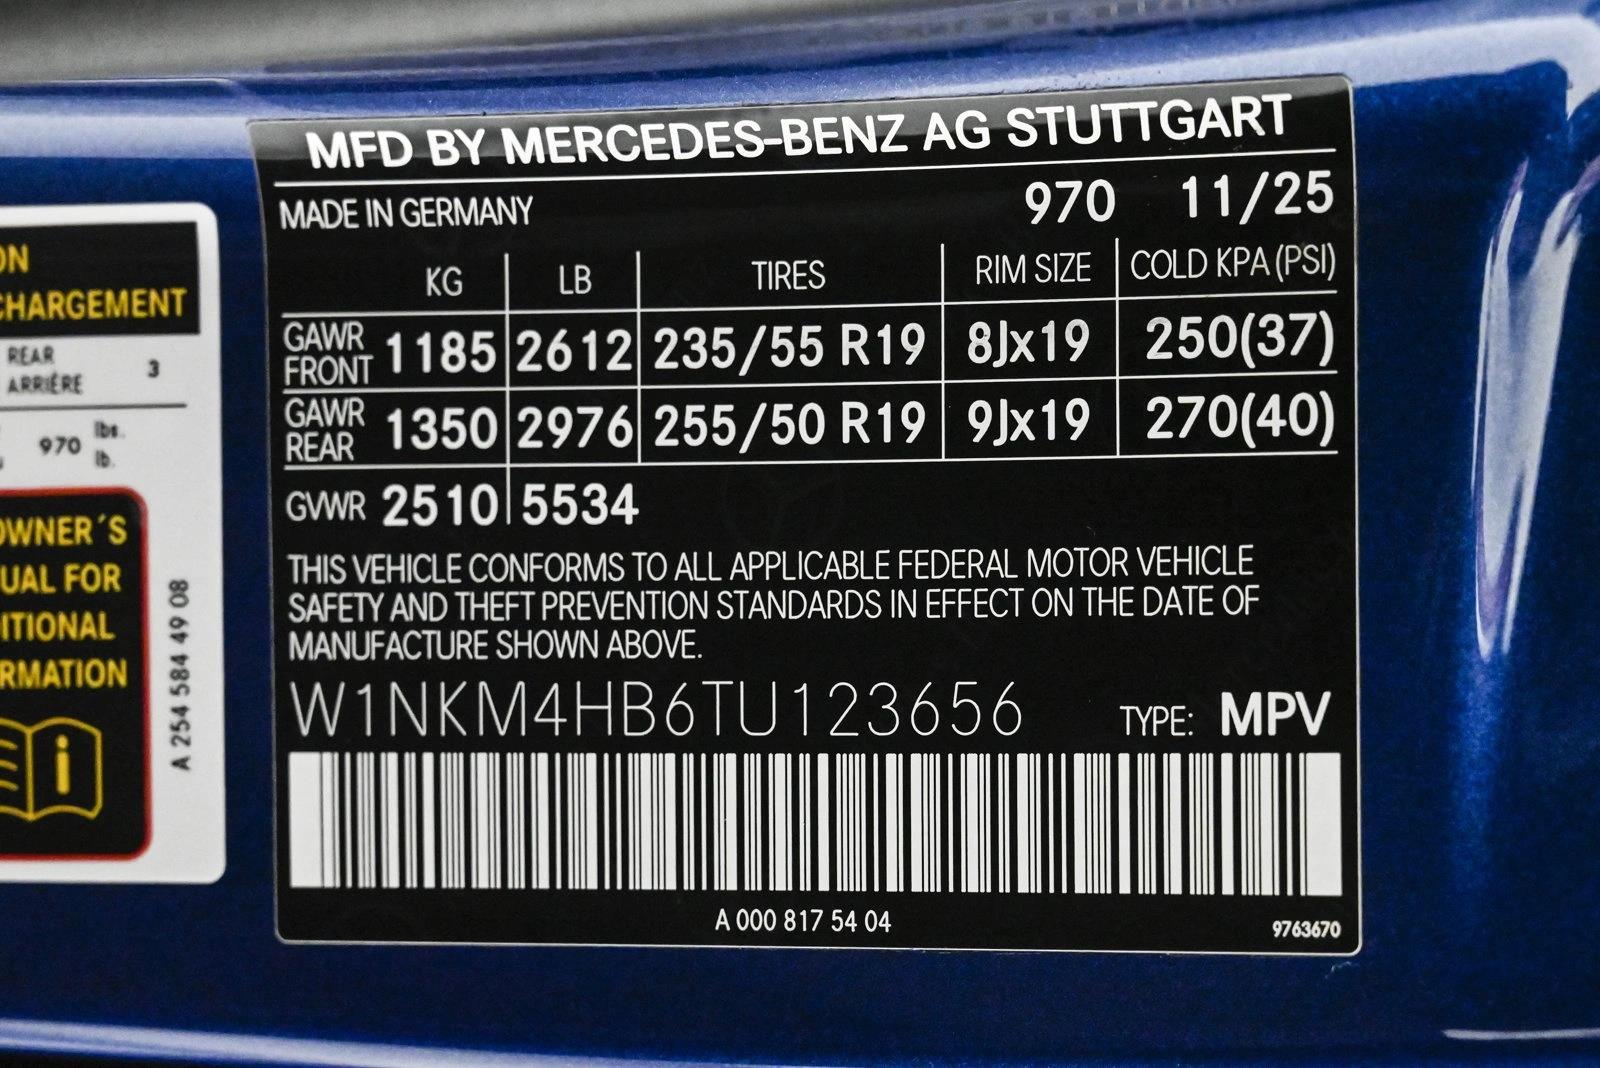 ON
CHARGEMENT
REAR
ARRIÈRE 3
970 lbs.
lb.
OWNER´S
UAL FOR
ITIONAL
RMATION
A 254 584 49 08
MFD BY MERCEDES-BENZ AG STUTTGART
MADE IN GERMANY 970 11/25
KG LB TIRES RIM SIZE COLD KPA (PSI)
GAWR FRONT 1185 2612 235/55 R19 8Jx19 250(37)
GAWR REAR 1350 2976 255/50 R19 9Jx19 270(40)
GVWR 2510 5534
THIS VEHICLE CONFORMS TO ALL APPLICABLE FEDERAL MOTOR VEHICLE
SAFETY AND THEFT PREVENTION STANDARDS IN EFFECT ON THE DATE OF
MANUFACTURE SHOWN ABOVE.
W1NKM4HB6TU123656 TYPE: MPV
A 000 817 54 04
9763670